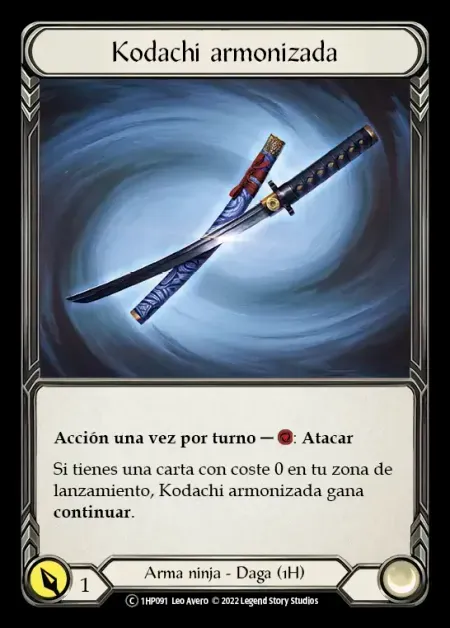 Kodachi armonizada
Acción una vez por turno — : Atacar
Si tienes una carta con coste 0 en tu zona de
lanzamiento, Kodachi armonizada gana
continuar.
1
Arma ninja - Daga (1H)
C 1HP091 Leo Avero © 2022 Legend Story Studios